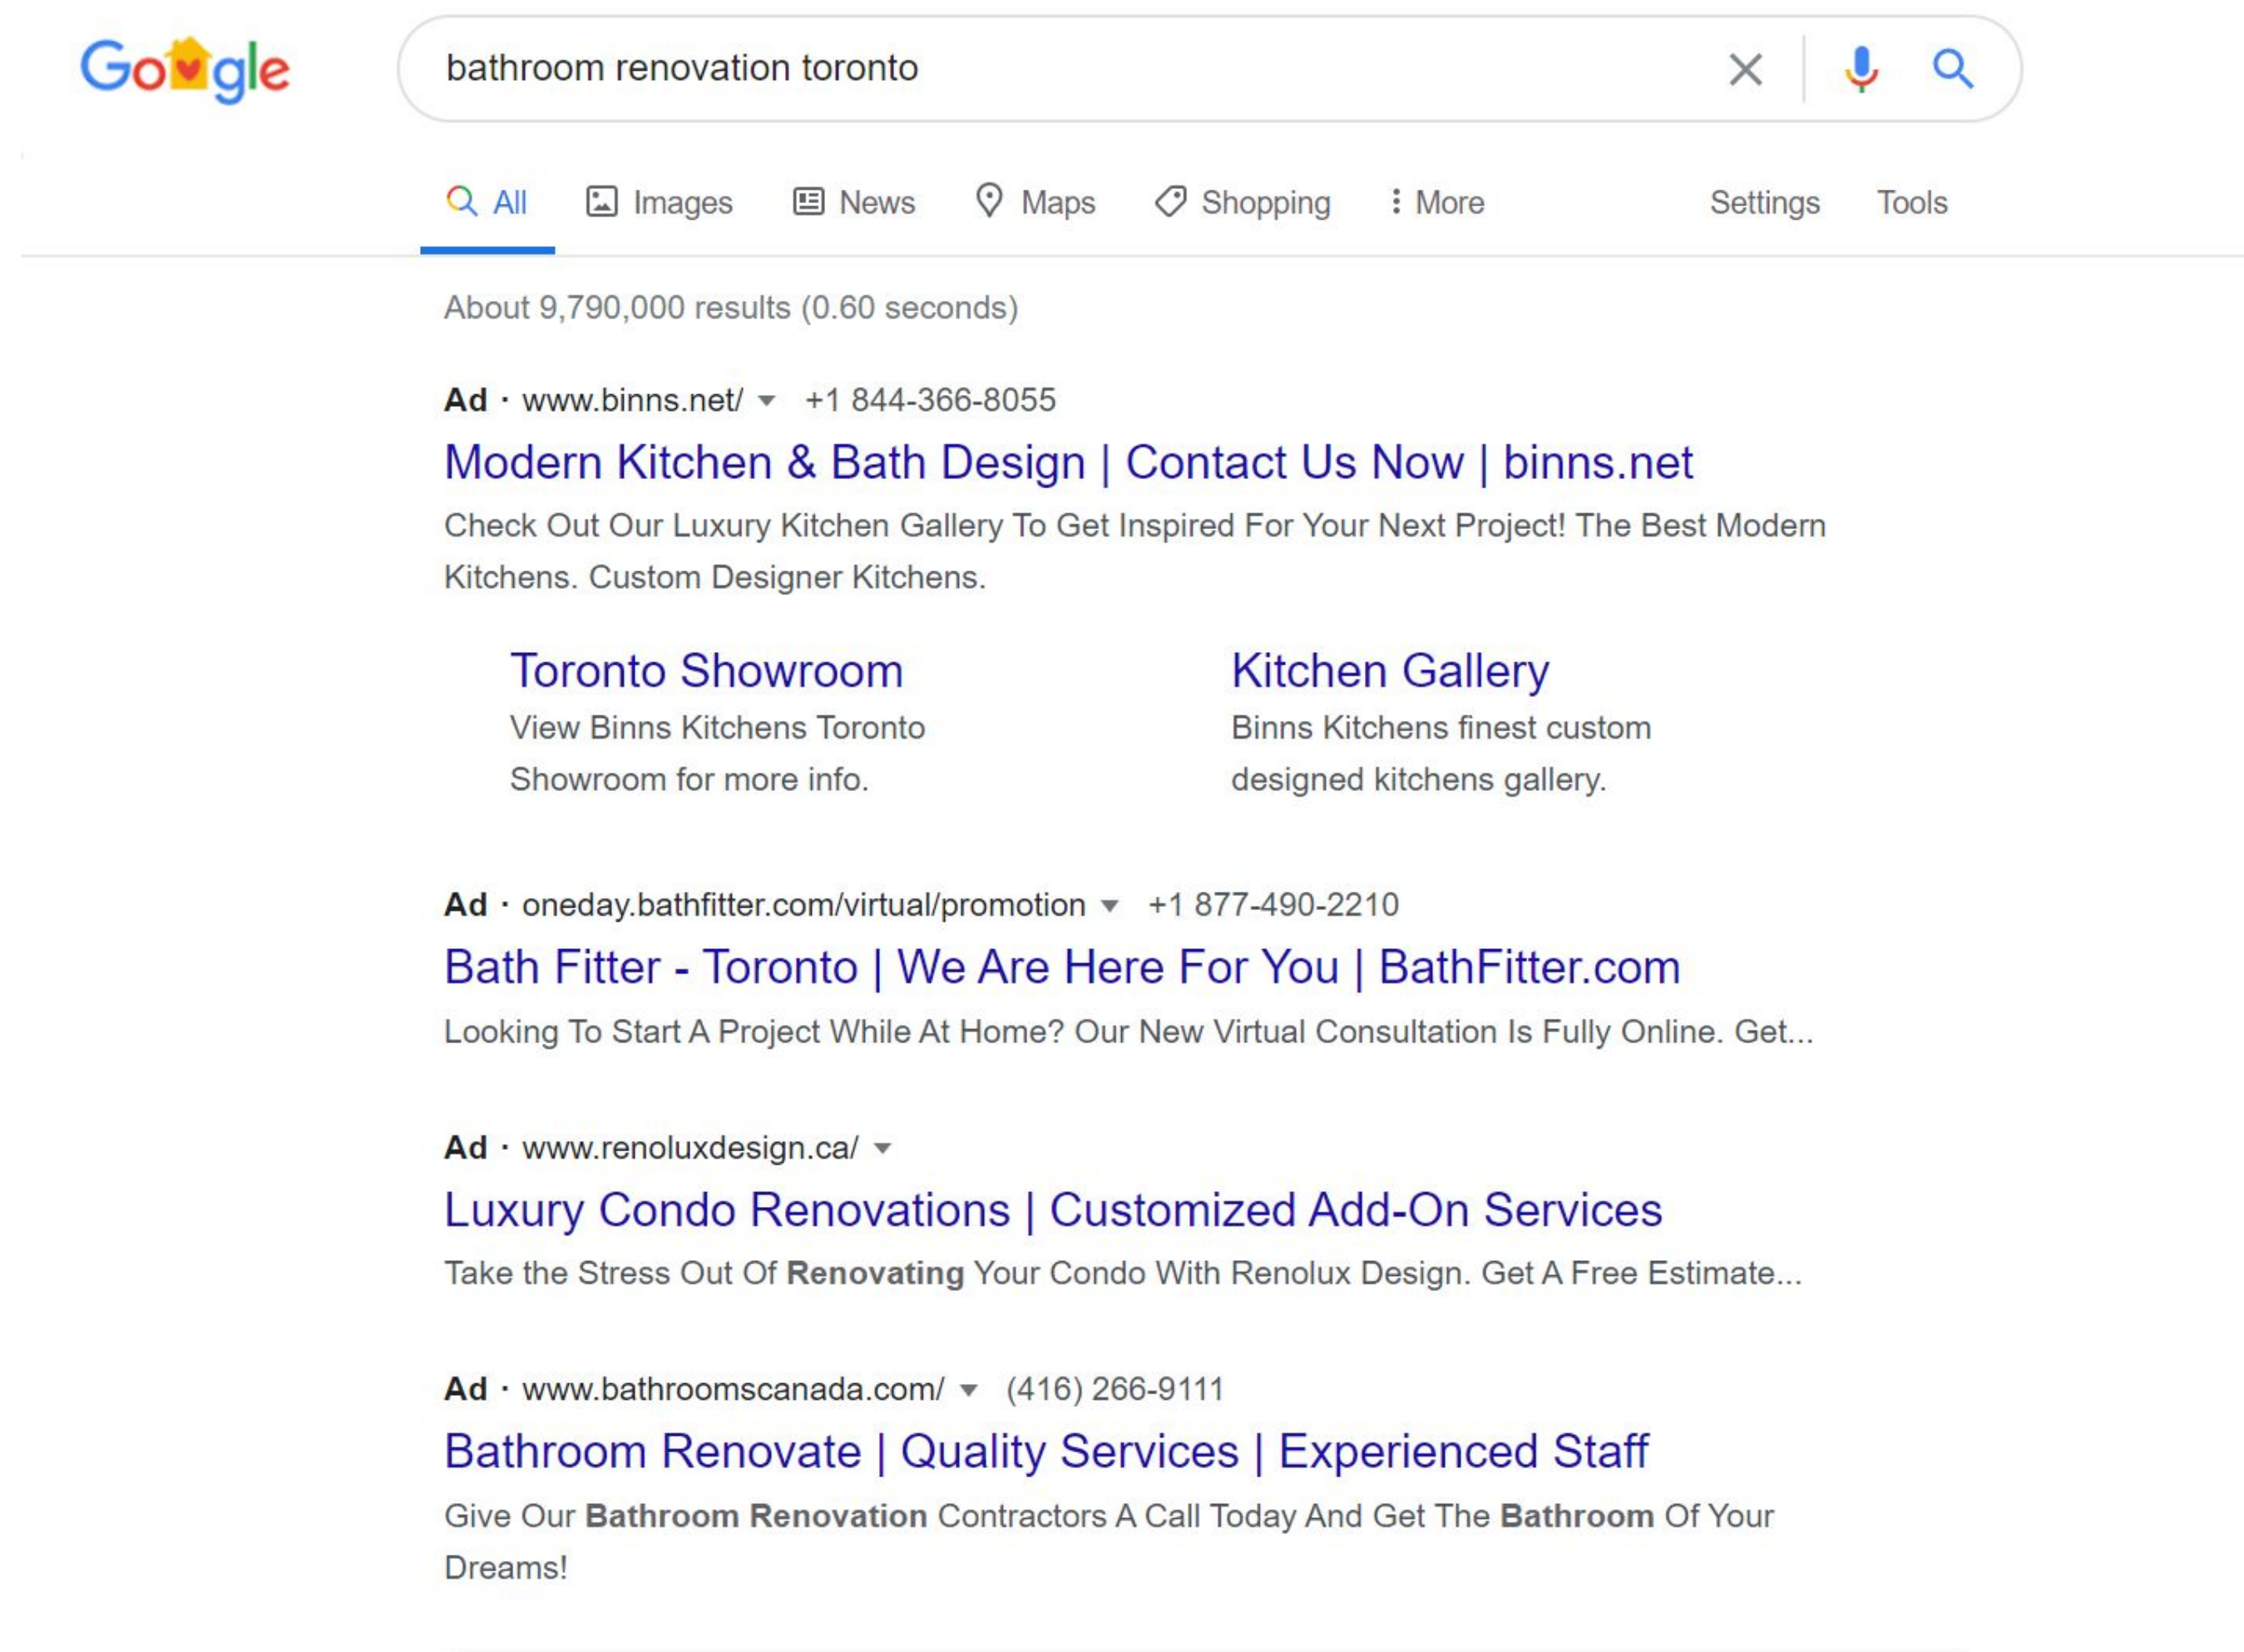 Google
bathroom renovation toronto
All Images News Maps Shopping More Settings Tools
About 9,790,000 results (0.60 seconds)
Ad · www.binns.net/ +1 844-366-8055
Modern Kitchen & Bath Design | Contact Us Now | binns.net
Check Out Our Luxury Kitchen Gallery To Get Inspired For Your Next Project! The Best Modern
Kitchens. Custom Designer Kitchens.
Toronto Showroom
View Binns Kitchens Toronto
Showroom for more info.
Kitchen Gallery
Binns Kitchens finest custom
designed kitchens gallery.
Ad · oneday.bathfitter.com/virtual/promotion +1 877-490-2210
Bath Fitter - Toronto | We Are Here For You | BathFitter.com
Looking To Start A Project While At Home? Our New Virtual Consultation Is Fully Online. Get...
Ad · www.renoluxdesign.ca/
Luxury Condo Renovations | Customized Add-On Services
Take the Stress Out Of Renovating Your Condo With Renolux Design. Get A Free Estimate...
Ad · www.bathroomscanada.com/ (416) 266-9111
Bathroom Renovate | Quality Services | Experienced Staff
Give Our Bathroom Renovation Contractors A Call Today And Get The Bathroom Of Your
Dreams!